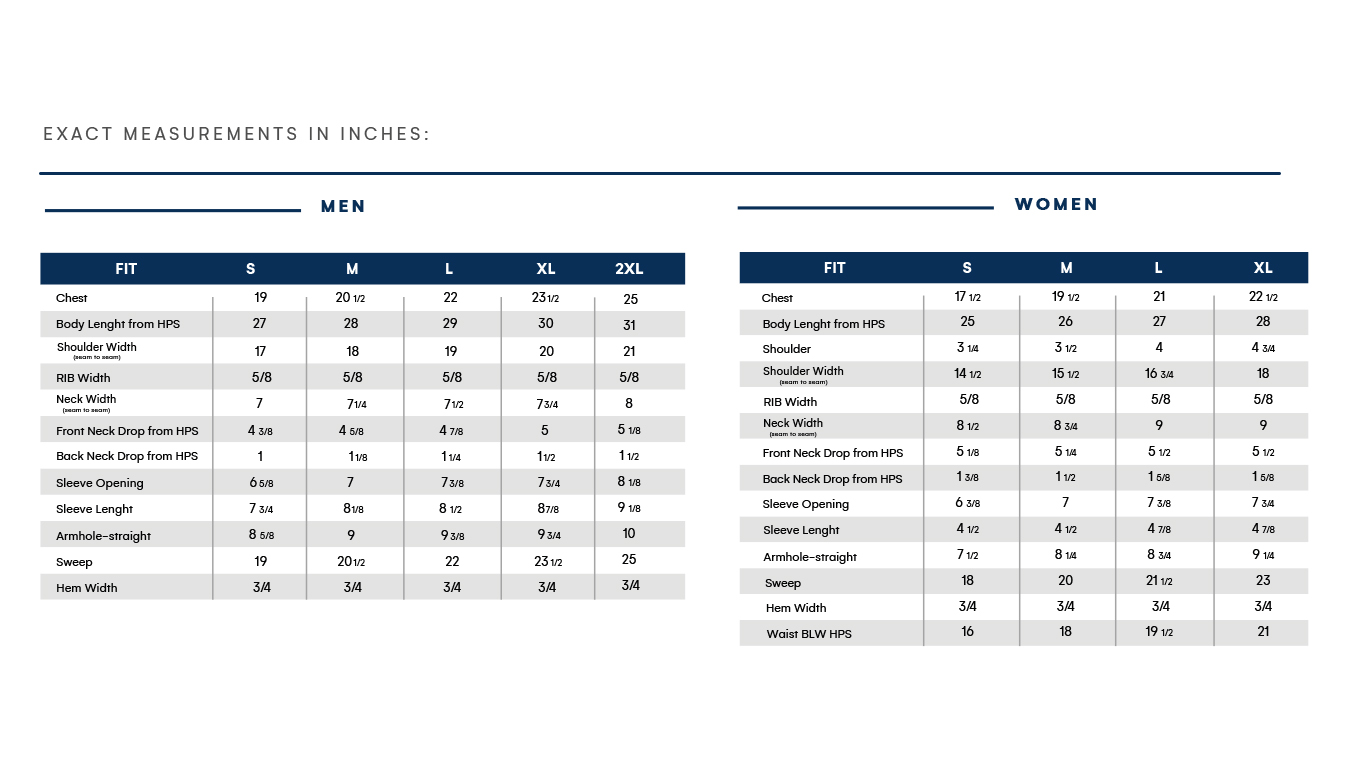 EXACT MEASUREMENTS IN INCHES:
MEN
FIT S M L XL 2XL
Chest 19 20 1/2 22 23 1/2 25
Body Lenght from HPS 27 28 29 30 31
Shoulder Width 17 18 19 20 21
(seam to seam)
RIB Width 5/8 5/8 5/8 5/8 5/8
Neck Width 7 7 1/4 7 1/2 7 3/4 8
(seam to seam)
Front Neck Drop from HPS 4 3/8 4 5/8 4 7/8 5 5 1/8
Back Neck Drop from HPS 1 1 1/8 1 1/4 1 1/2 1 1/2
Sleeve Opening 6 5/8 7 7 3/8 7 3/4 8 1/8
Sleeve Lenght 7 3/4 8 1/8 8 1/2 8 7/8 9 1/8
Armhole-straight 8 5/8 9 9 3/8 9 3/4 10
Sweep 19 20 1/2 22 23 1/2 25
Hem Width 3/4 3/4 3/4 3/4 3/4
WOMEN
FIT S M L XL
Chest 17 1/2 19 1/2 21 22 1/2
Body Lenght from HPS 25 26 27 28
Shoulder 3 1/4 3 1/2 4 4 3/4
Shoulder Width 14 1/2 15 1/2 16 3/4 18
(seam to seam)
RIB Width 5/8 5/8 5/8 5/8
Neck Width 8 1/2 8 3/4 9 9
(seam to seam)
Front Neck Drop from HPS 5 1/8 5 1/4 5 1/2 5 1/2
Back Neck Drop from HPS 1 3/8 1 1/2 1 5/8 1 5/8
Sleeve Opening 6 3/8 7 7 3/8 7 3/4
Sleeve Lenght 4 1/2 4 1/2 4 7/8 4 7/8
Armhole-straight 7 1/2 8 1/4 8 3/4 9 1/4
Sweep 18 20 21 1/2 23
Hem Width 3/4 3/4 3/4 3/4
Waist BLW HPS 16 18 19 1/2 21